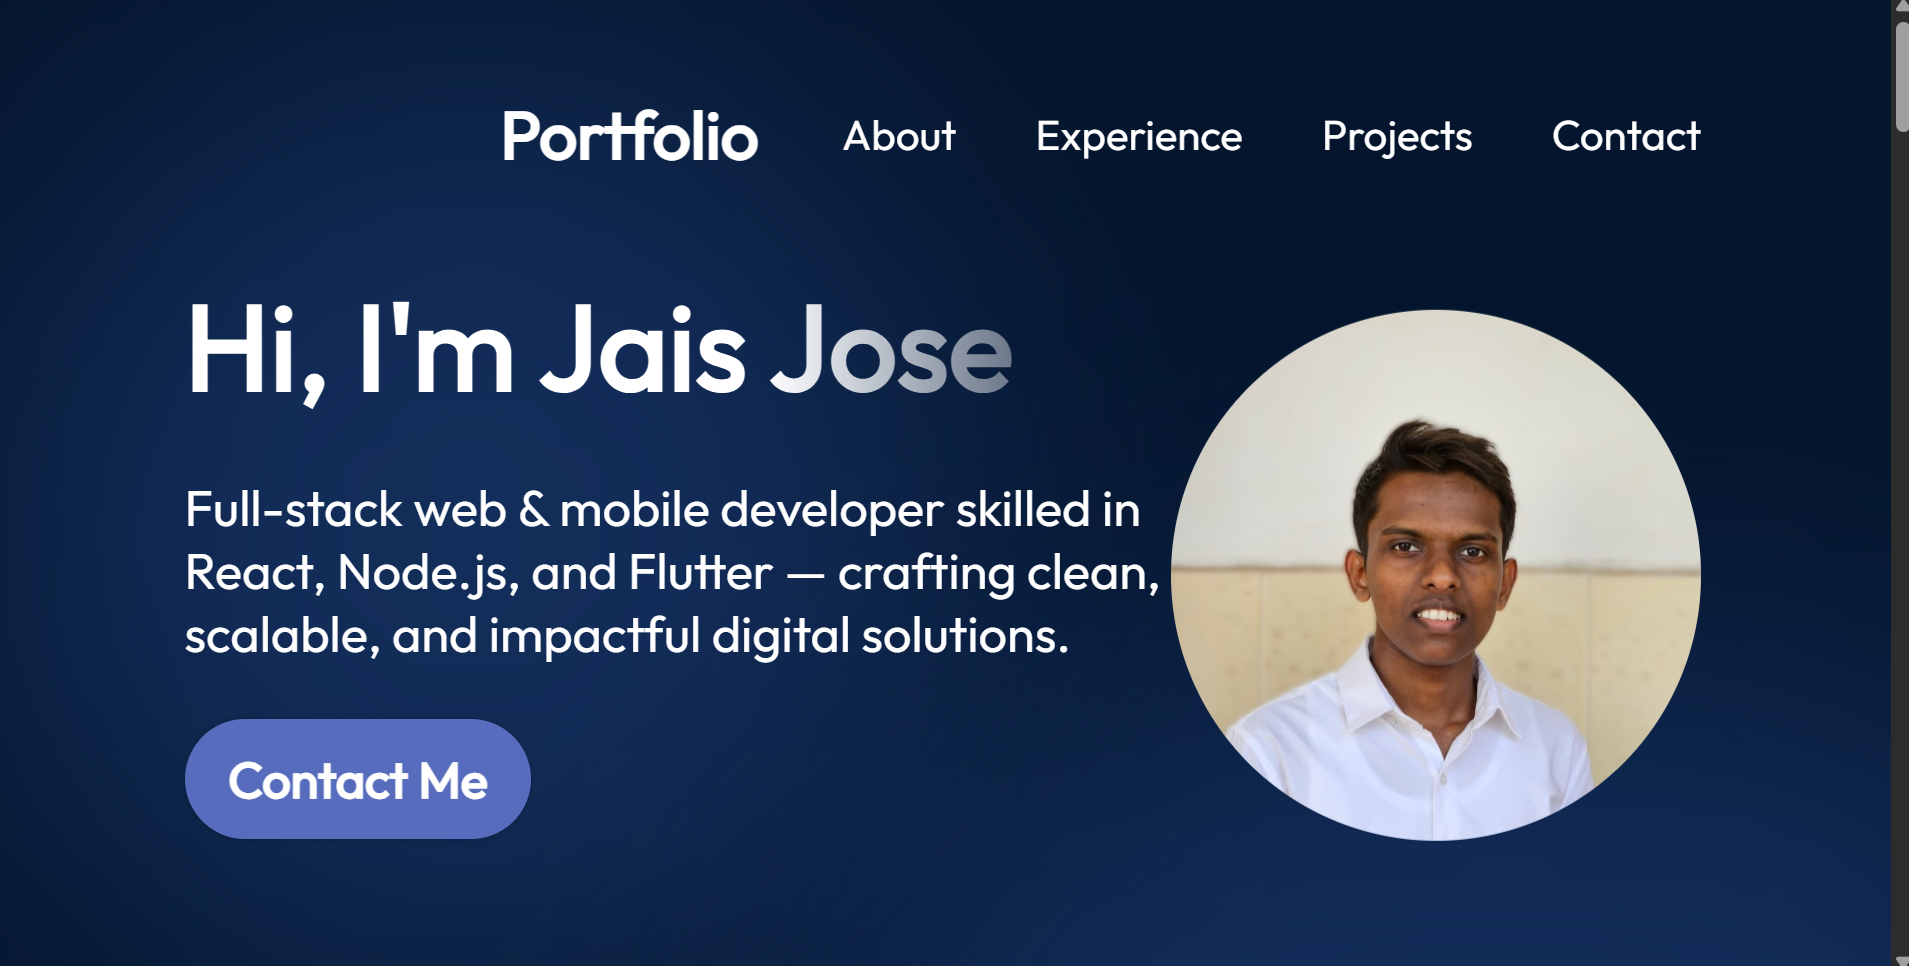 Portfolio
About
Experience
Projects
Contact
Hi, I'm Jais Jose
Full-stack web & mobile developer skilled in
React, Node.js, and Flutter — crafting clean,
scalable, and impactful digital solutions.
Contact Me